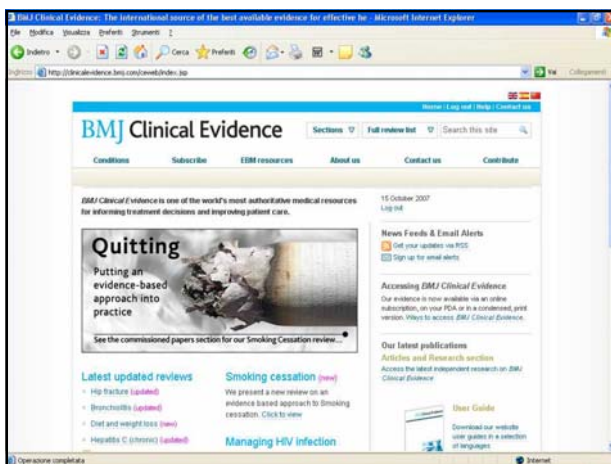 BMJ Clinical Evidence: The international source of the best available evidence for effective he - Microsoft Internet Explorer
File Modifica Visualizza Preferiti Strumenti ?
Indietro Cerca Preferiti
Indirizzo http://clinicalevidence.bmj.com/ceweb/index.jsp Vai Collegamenti
Home | Log out | Help | Contact us
BMJ Clinical Evidence
Sections Full review list Search this site
Conditions Subscribe EBM resources About us Contact us Contribute
BMJ Clinical Evidence is one of the world's most authoritative medical resources
for informing treatment decisions and improving patient care.
Quitting
Putting an
evidence-based
approach into
practice
See the commissioned papers section for our Smoking Cessation review...
Latest updated reviews
Hip fracture (updated)
Bronchiolitis (updated)
Diet and weight loss (new)
Hepatitis C (chronic) (updated)
Smoking cessation (new)
We present a new review on an
evidence based approach to Smoking
cessation. Click to view
Managing HIV infection
15 October 2007
Log out
News Feeds & Email Alerts
Get your updates via RSS
Sign up for email alerts
Accessing BMJ Clinical Evidence
Our evidence is now available via an online
subscription, on your PDA or in a condensed, print
version. Ways to access BMJ Clinical Evidence.
Our latest publications
Articles and Research section
Access the latest independent research on BMJ
Clinical Evidence
User Guide
Download our website
user guides in a selection
of languages
Operazione completata Internet